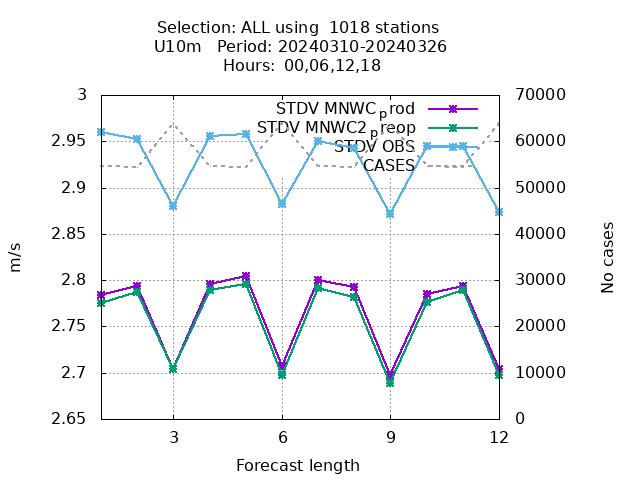 Selection: ALL using  1018 stations
U10m   Period: 20240310-20240326
Hours:  00,06,12,18
STDV MNWC_prod
STDV MNWC2_preop
STDV OBS
CASES
3
2.95
2.9
2.85
2.8
2.75
2.7
2.65
70000
60000
50000
40000
30000
20000
10000
0
m/s
No cases
3 6 9 12
Forecast length